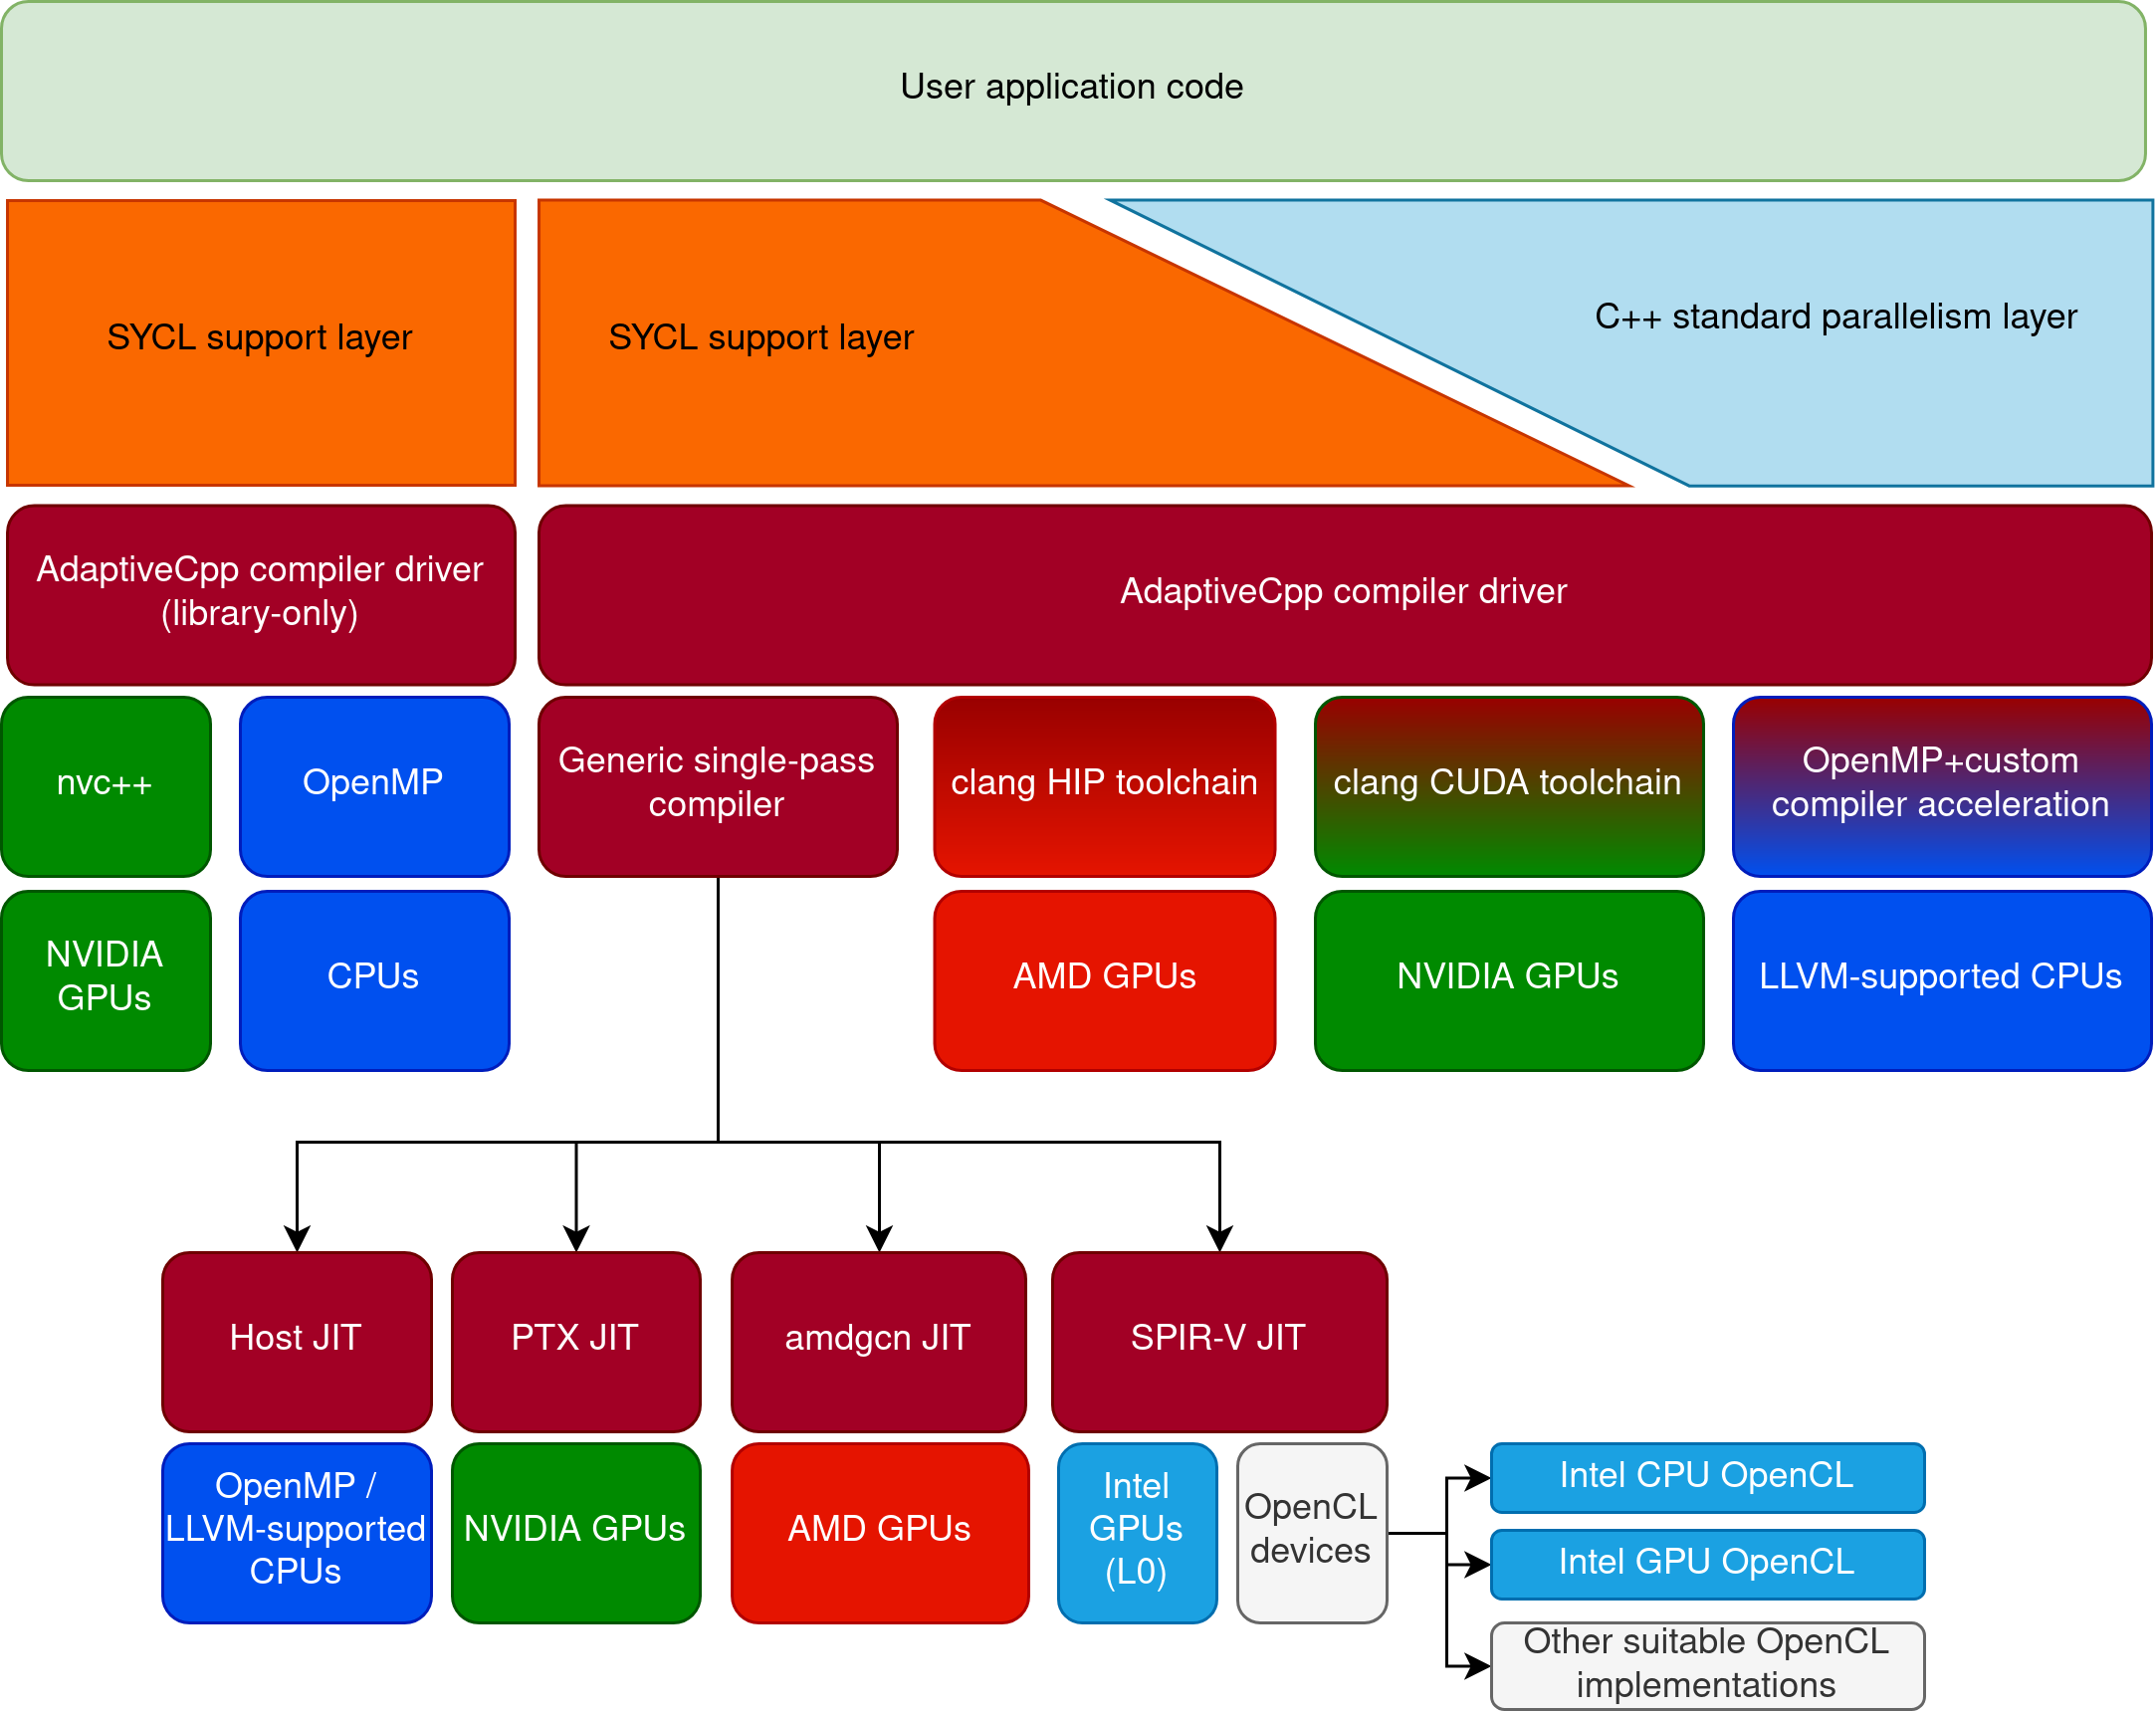 User application code
SYCL support layer
SYCL support layer
C++ standard parallelism layer
AdaptiveCpp compiler driver
(library-only)
AdaptiveCpp compiler driver
nvc++
OpenMP
Generic single-pass
compiler
clang HIP toolchain
clang CUDA toolchain
OpenMP+custom
compiler acceleration
NVIDIA
GPUs
CPUs
AMD GPUs
NVIDIA GPUs
LLVM-supported CPUs
Host JIT
PTX JIT
amdgcn JIT
SPIR-V JIT
OpenMP /
LLVM-supported
CPUs
NVIDIA GPUs
AMD GPUs
Intel
GPUs
(L0)
OpenCL
devices
Intel CPU OpenCL
Intel GPU OpenCL
Other suitable OpenCL
implementations